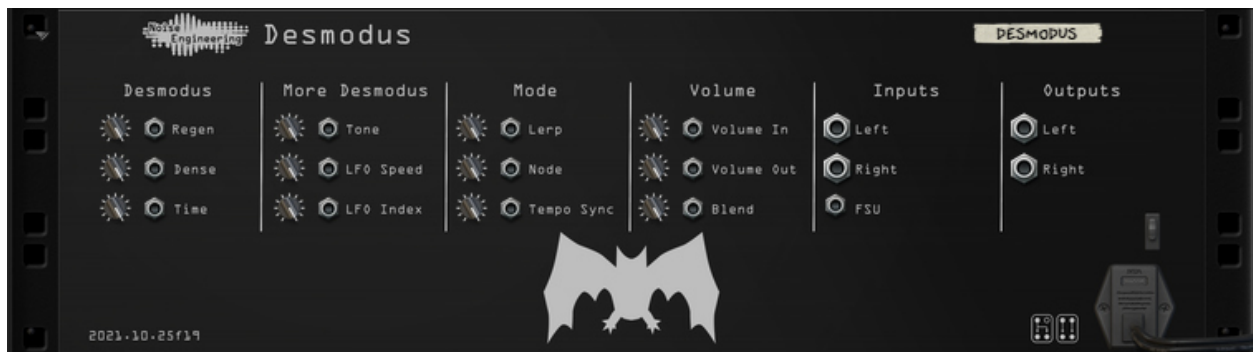 Noise
Engineering
Desmodus
DESMODUS
Desmodus
Regen
Dense
Time
More Desmodus
Tone
LFO Speed
LFO Index
Mode
Lerp
Node
Tempo Sync
Volume
Volume In
Volume Out
Blend
Inputs
Left
Right
FSU
Outputs
Left
Right
2021.10.25f19